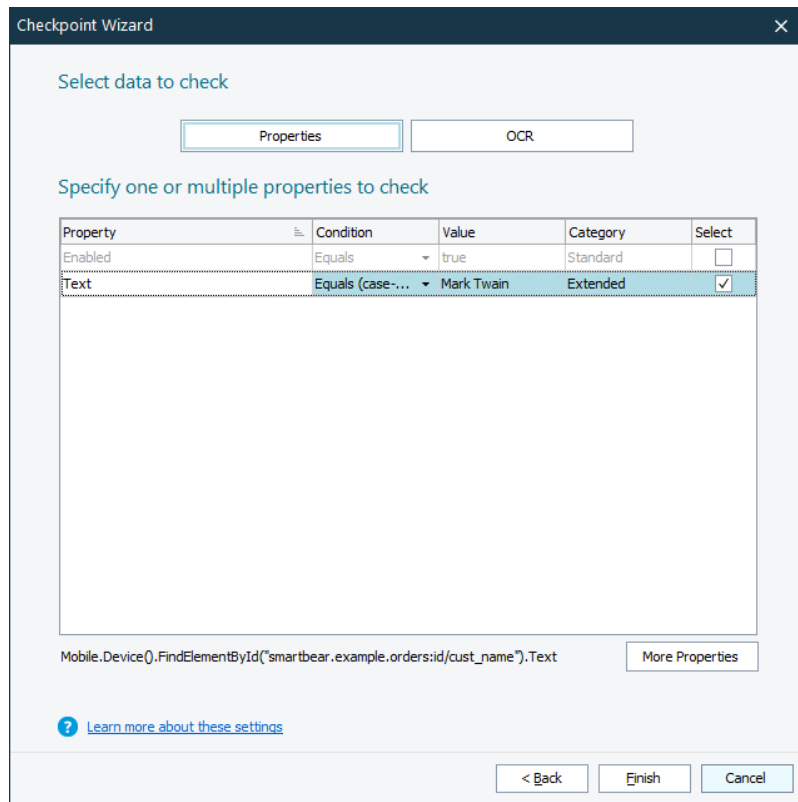 Checkpoint Wizard
Select data to check
Properties OCR
Specify one or multiple properties to check
Property Condition Value Category Select
Enabled Equals true Standard
Text Equals (case-... Mark Twain Extended
Mobile.Device().FindElementById("smartbear.example.orders:id/cust_name").Text More Properties
? Learn more about these settings
< Back Finish Cancel